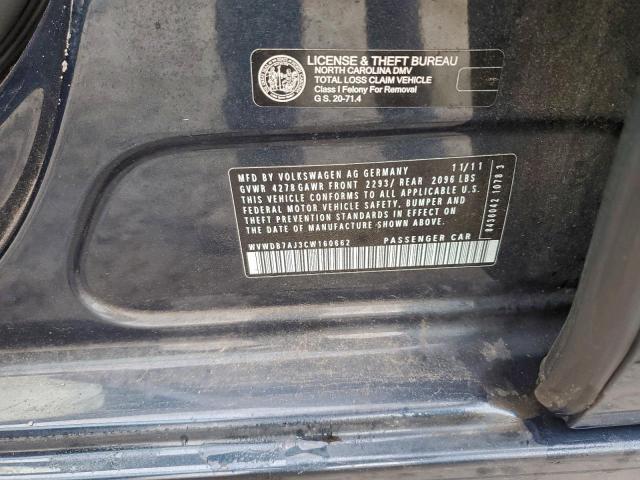 LICENSE & THEFT BUREAU
NORTH CAROLINA DMV
TOTAL LOSS CLAIM VEHICLE
Class I Felony For Removal
G S. 20-71.4
MFD BY VOLKSWAGEN AG GERMANY 11/11
GVWR 4278 GAWR FRONT 2293/ REAR 2096 LBS
THIS VEHICLE CONFORMS TO ALL APPLICABLE U.S.
FEDERAL MOTOR VEHICLE SAFETY, BUMPER AND
THEFT PREVENTION STANDARDS IN EFFECT ON
THE DATE OF MANUFACTURE SHOWN ABOVE.
WVWDB7AJ3CW160662 PASSENGER CAR
0436042 1078 3